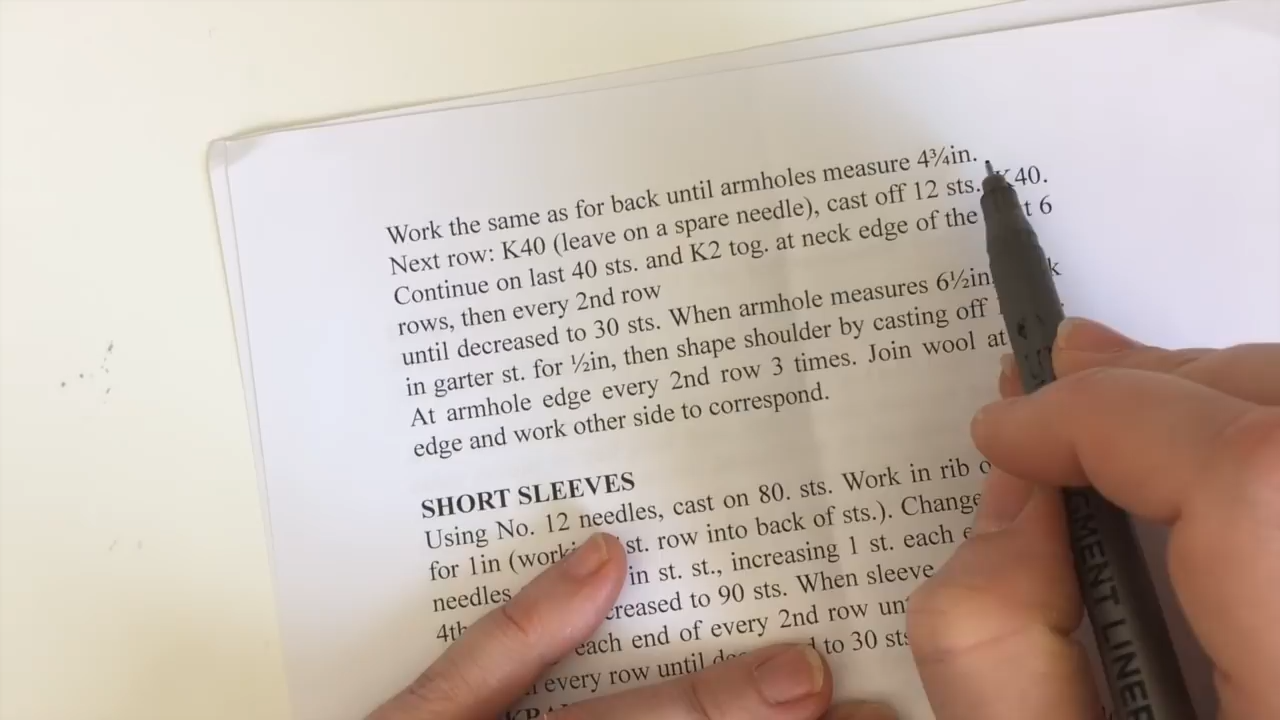 Work the same as for back until armholes measure 4¾in.
Next row: K40 (leave on a spare needle), cast off 12 sts. K40.
Continue on last 40 sts. and K2 tog. at neck edge of the 6
rows, then every 2nd row
until decreased to 30 sts. When armhole measures 6½in
in garter st. for ½in, then shape shoulder by casting off
At armhole edge every 2nd row 3 times. Join wool at
edge and work other side to correspond.
SHORT SLEEVES
Using No. 12 needles, cast on 80. sts. Work in rib
for 1in (working st. row into back of sts.). Change
needles in st. st., increasing 1 st. each
4th increased to 90 sts. When sleeve
each end of every 2nd row until
every row until to 30 sts